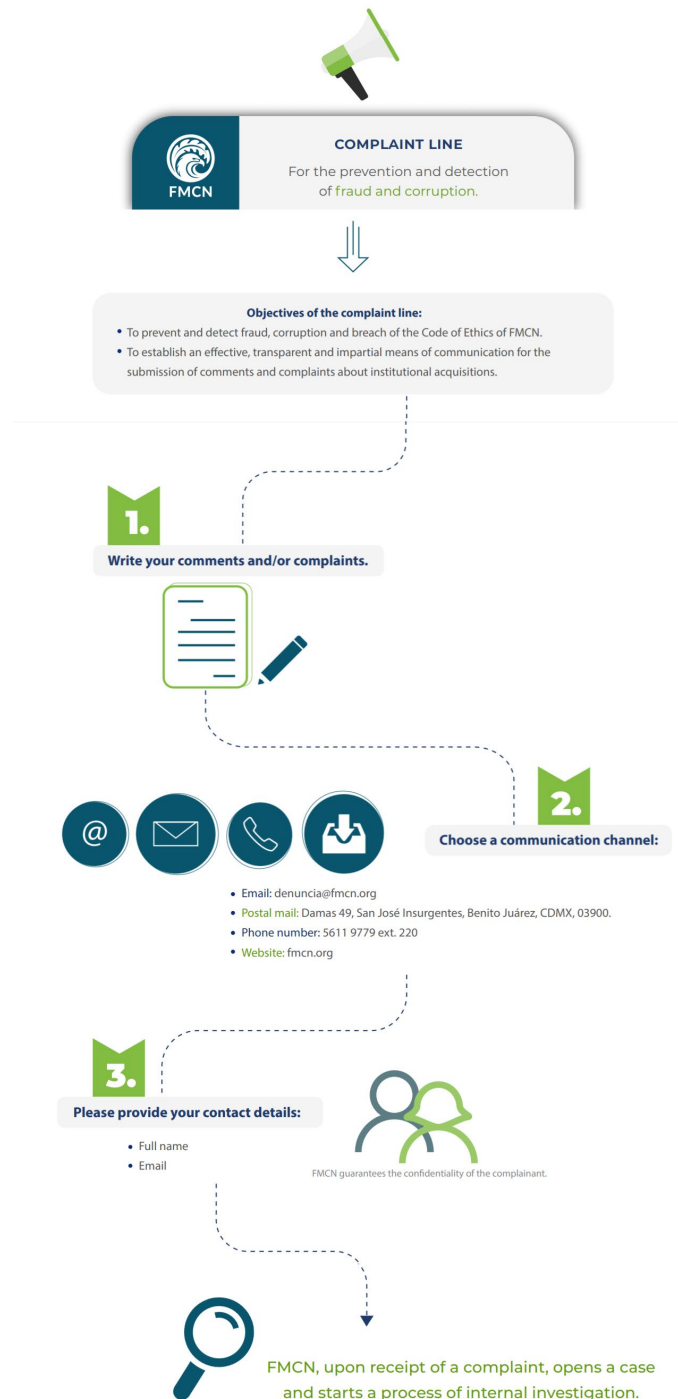 FMCN
COMPLAINT LINE
For the prevention and detection
of fraud and corruption.
Objectives of the complaint line:
• To prevent and detect fraud, corruption and breach of the Code of Ethics of FMCN.
• To establish an effective, transparent and impartial means of communication for the
submission of comments and complaints about institutional acquisitions.
1.
Write your comments and/or complaints.
2.
Choose a communication channel:
@
• Email: denuncia@fmcn.org
• Postal mail: Damas 49, San José Insurgentes, Benito Juárez, CDMX, 03900.
• Phone number: 5611 9779 ext. 220
• Website: fmcn.org
3.
Please provide your contact details:
• Full name
• Email
FMCN guarantees the confidentiality of the complainant.
FMCN, upon receipt of a complaint, opens a case
and starts a process of internal investigation.